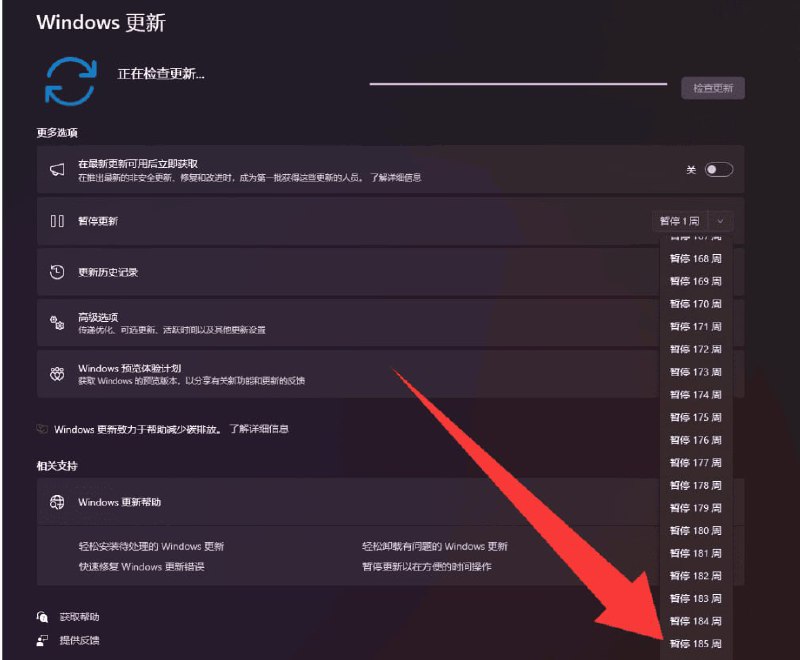 Windows 更新
正在检查更新...
检查更新
更多选项
在最新更新可用后立即获取
在推出最新的非安全更新、修复和改进时，成为第一批获得这些更新的人员。 了解详细信息
关
暂停更新
暂停 1 周
暂停 167 周
暂停 168 周
暂停 169 周
暂停 170 周
暂停 171 周
暂停 172 周
暂停 173 周
暂停 174 周
暂停 175 周
暂停 176 周
暂停 177 周
暂停 178 周
暂停 179 周
暂停 180 周
暂停 181 周
暂停 182 周
暂停 183 周
暂停 184 周
暂停 185 周
更新历史记录
高级选项
传递优化、可选更新、活跃时间以及其他更新设置
Windows 预览体验计划
获取 Windows 的预览版本，以分享有关新功能和更新的反馈
Windows 更新致力于帮助减少碳排放。 了解详细信息
相关支持
Windows 更新帮助
轻松安装待处理的 Windows 更新
轻松卸载有问题的 Windows 更新
快速修复 Windows 更新错误
暂停更新以在方便的时间操作
获取帮助
提供反馈